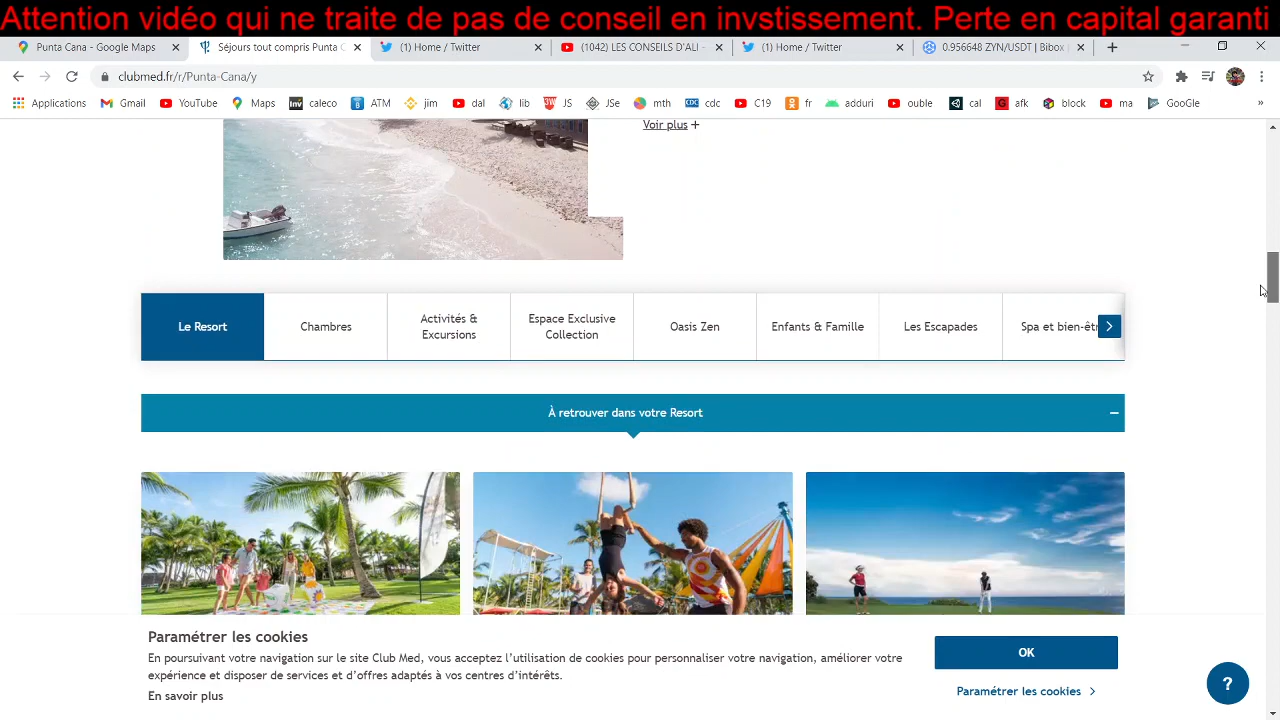 Attention vidéo qui ne traite de pas de conseil en invstissement. Perte en capital garanti
Punta Cana - Google Maps
Séjours tout compris Punta C
(1) Home / Twitter
(1042) LES CONSEILS D'ALI -
(1) Home / Twitter
0.956648 ZYN/USDT | Bibox
clubmed.fr/r/Punta-Cana/y
Applications Gmail YouTube Maps caleco ATM jim dal lib JS JSe mth cdc C19 fr adduri ouble cal afk block ma GooGle »
Voir plus +
Le Resort
Chambres
Activités &
Excursions
Espace Exclusive
Collection
Oasis Zen
Enfants & Famille
Les Escapades
Spa et bien-êtr
À retrouver dans votre Resort
Paramétrer les cookies
En poursuivant votre navigation sur le site Club Med, vous acceptez l'utilisation de cookies pour personnaliser votre navigation, améliorer votre
expérience et disposer de services et d'offres adaptés à vos centres d'intérêts.
En savoir plus
OK
Paramétrer les cookies
?